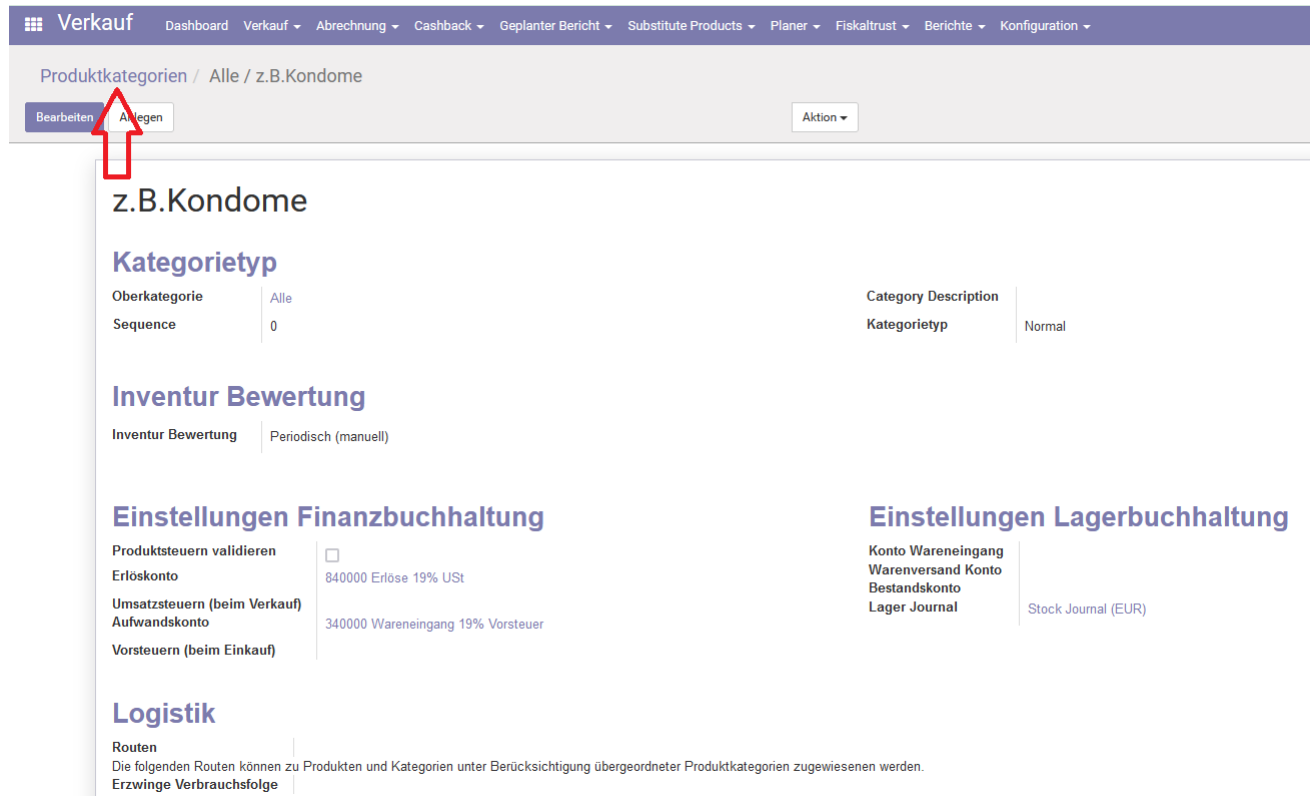 Verkauf Dashboard Verkauf Abrechnung Cashback Geplanter Bericht Substitute Products Planer Fiskaltrust Berichte Konfiguration
Produktkategorien / Alle / z.B.Kondome
Bearbeiten Anlegen Aktion
z.B.Kondome
Kategorietyp
Oberkategorie Alle Category Description
Sequence 0 Kategorietyp Normal
Inventur Bewertung
Inventur Bewertung Periodisch (manuell)
Einstellungen Finanzbuchhaltung Einstellungen Lagerbuchhaltung
Produktsteuern validieren Konto Wareneingang
Erlöskonto 840000 Erlöse 19% USt Warenversand Konto
Bestandskonto
Umsatzsteuern (beim Verkauf) Lager Journal Stock Journal (EUR)
Aufwandskonto 340000 Wareneingang 19% Vorsteuer
Vorsteuern (beim Einkauf)
Logistik
Routen
Die folgenden Routen können zu Produkten und Kategorien unter Berücksichtigung übergeordneter Produktkategorien zugewiesenen werden.
Erzwinge Verbrauchsfolge